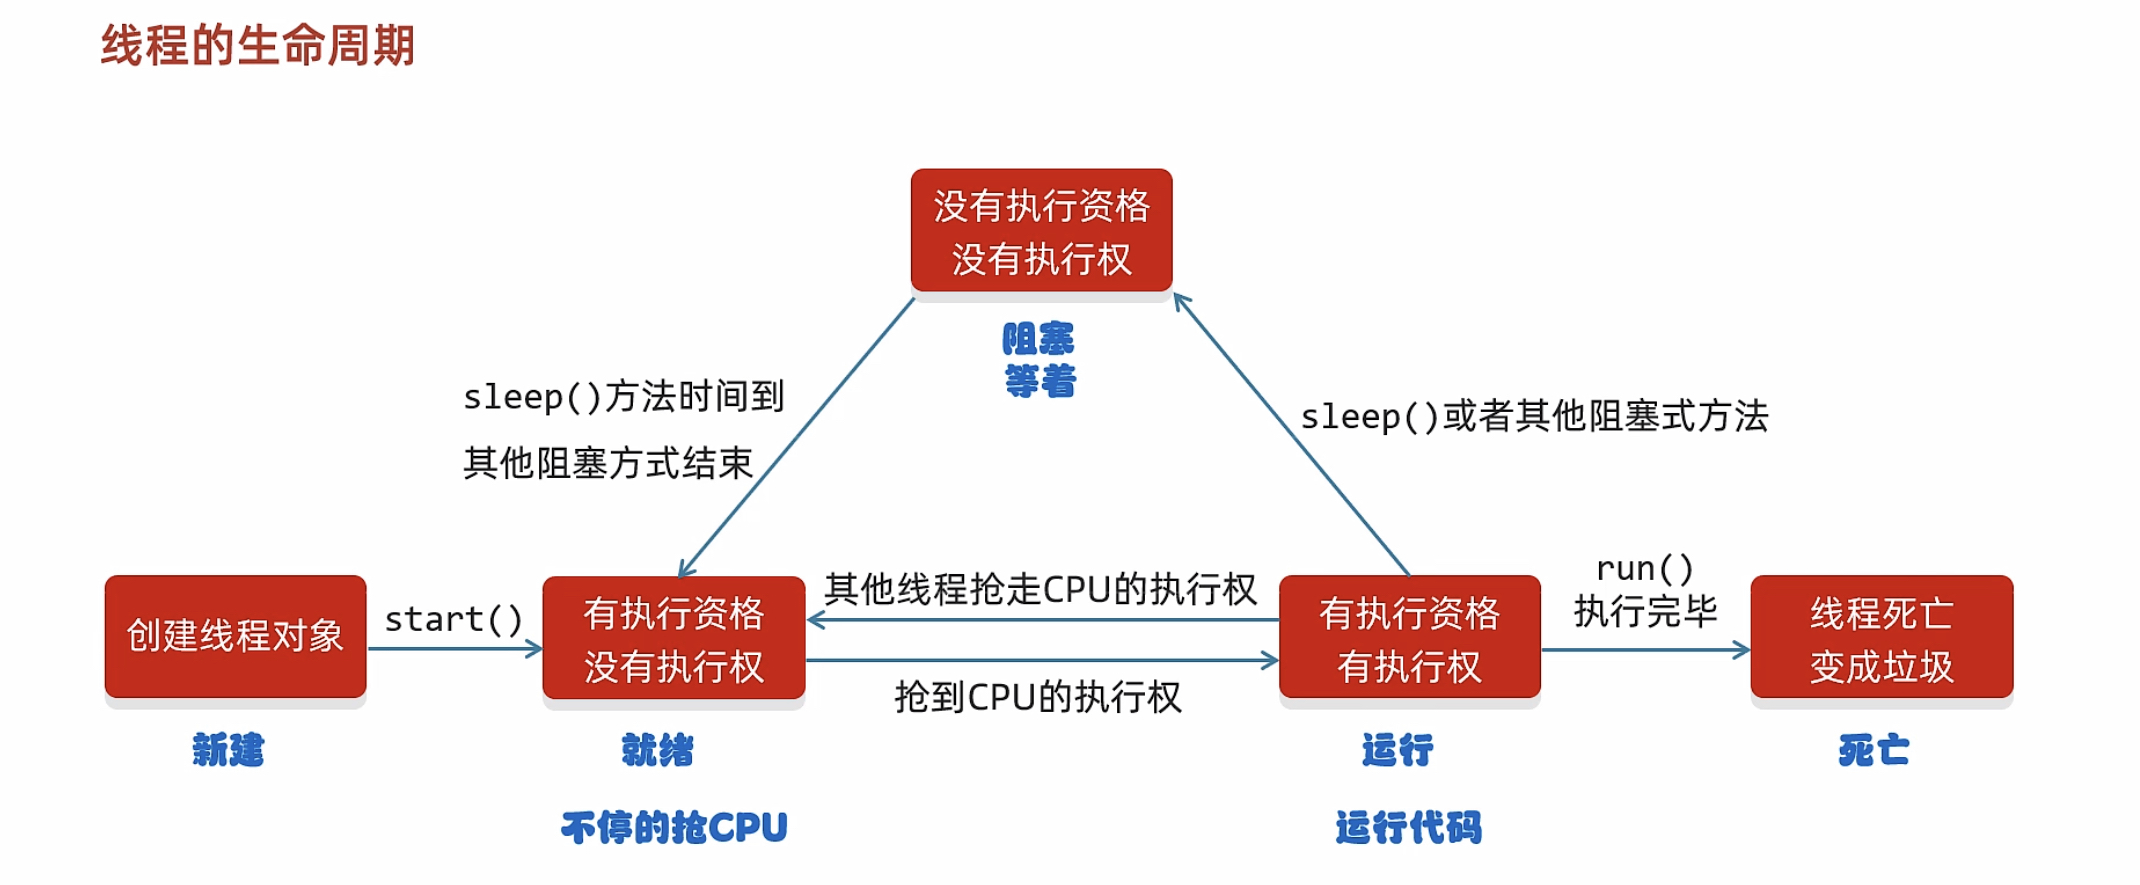 线程的生命周期
没有执行资格
没有执行权
阻塞
等着
sleep()方法时间到
其他阻塞方式结束
sleep()或者其他阻塞式方法
创建线程对象
新建
start()
有执行资格
没有执行权
就绪
不停的抢CPU
其他线程抢走CPU的执行权
抢到CPU的执行权
有执行资格
有执行权
运行
运行代码
run()
执行完毕
线程死亡
变成垃圾
死亡